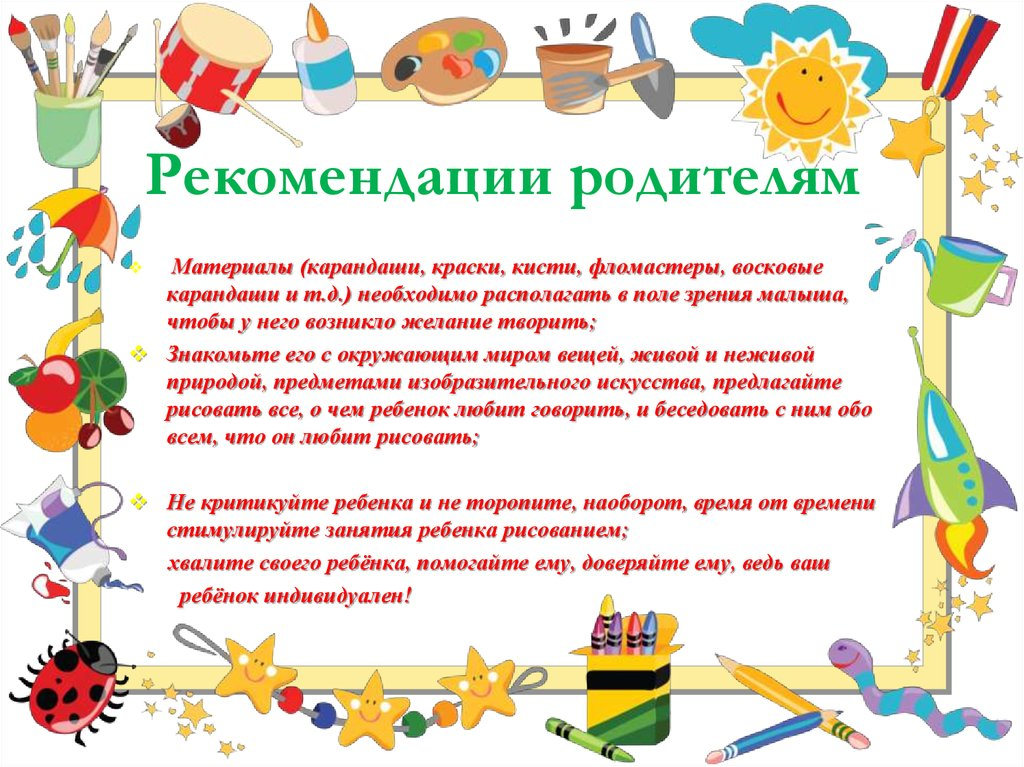 Рекомендации родителям
Материалы (карандаши, краски, кисти, фломастеры, восковые
карандаши и т.д.) необходимо располагать в поле зрения малыша,
чтобы у него возникло желание творить;
Знакомьте его с окружающим миром вещей, живой и неживой
природой, предметами изобразительного искусства, предлагайте
рисовать все, о чем ребенок любит говорить, и беседовать с ним обо
всем, что он любит рисовать;
Не критикуйте ребенка и не торопите, наоборот, время от времени
стимулируйте занятия ребенка рисованием;
хвалите своего ребёнка, помогайте ему, доверяйте ему, ведь ваш
ребёнок индивидуален!